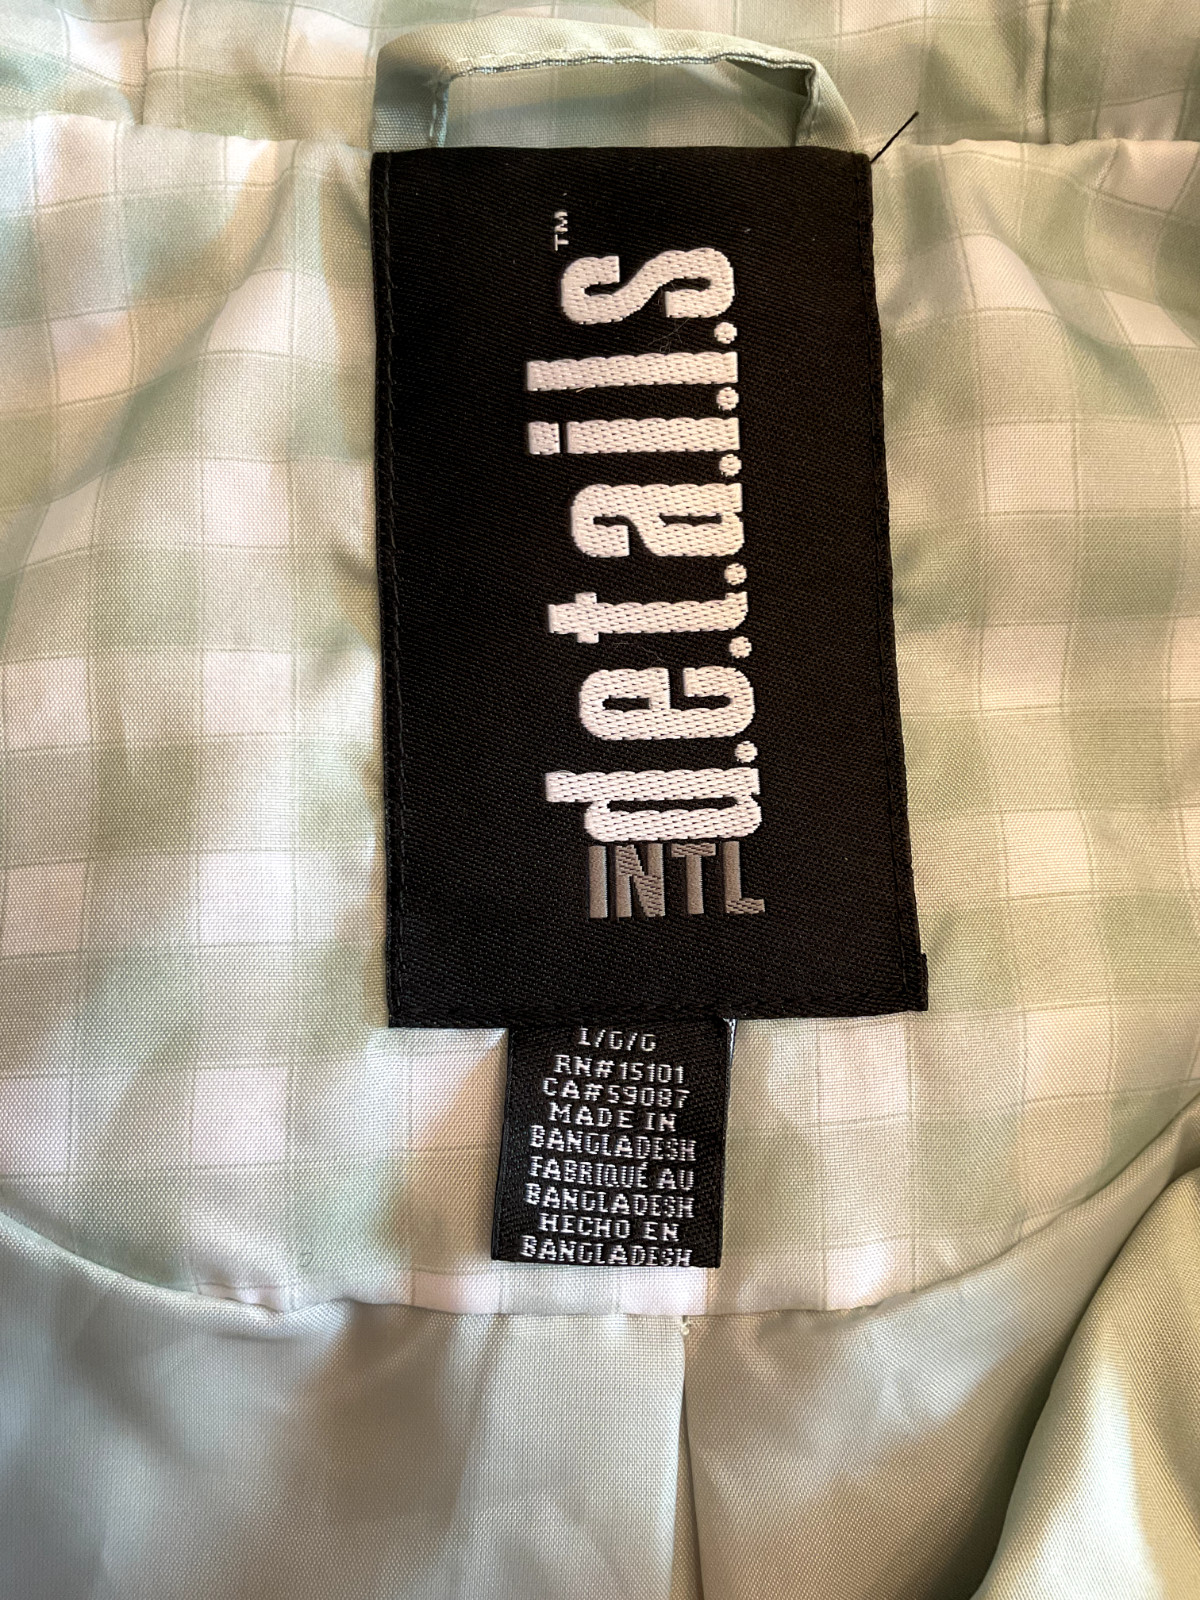 INTL d.e.t.a.i.l.s™
L/G/G
RN#15101
CA#59087
MADE IN
BANGLADESH
FABRIQUÉ AU
BANGLADESH
HECHO EN
BANGLADESH